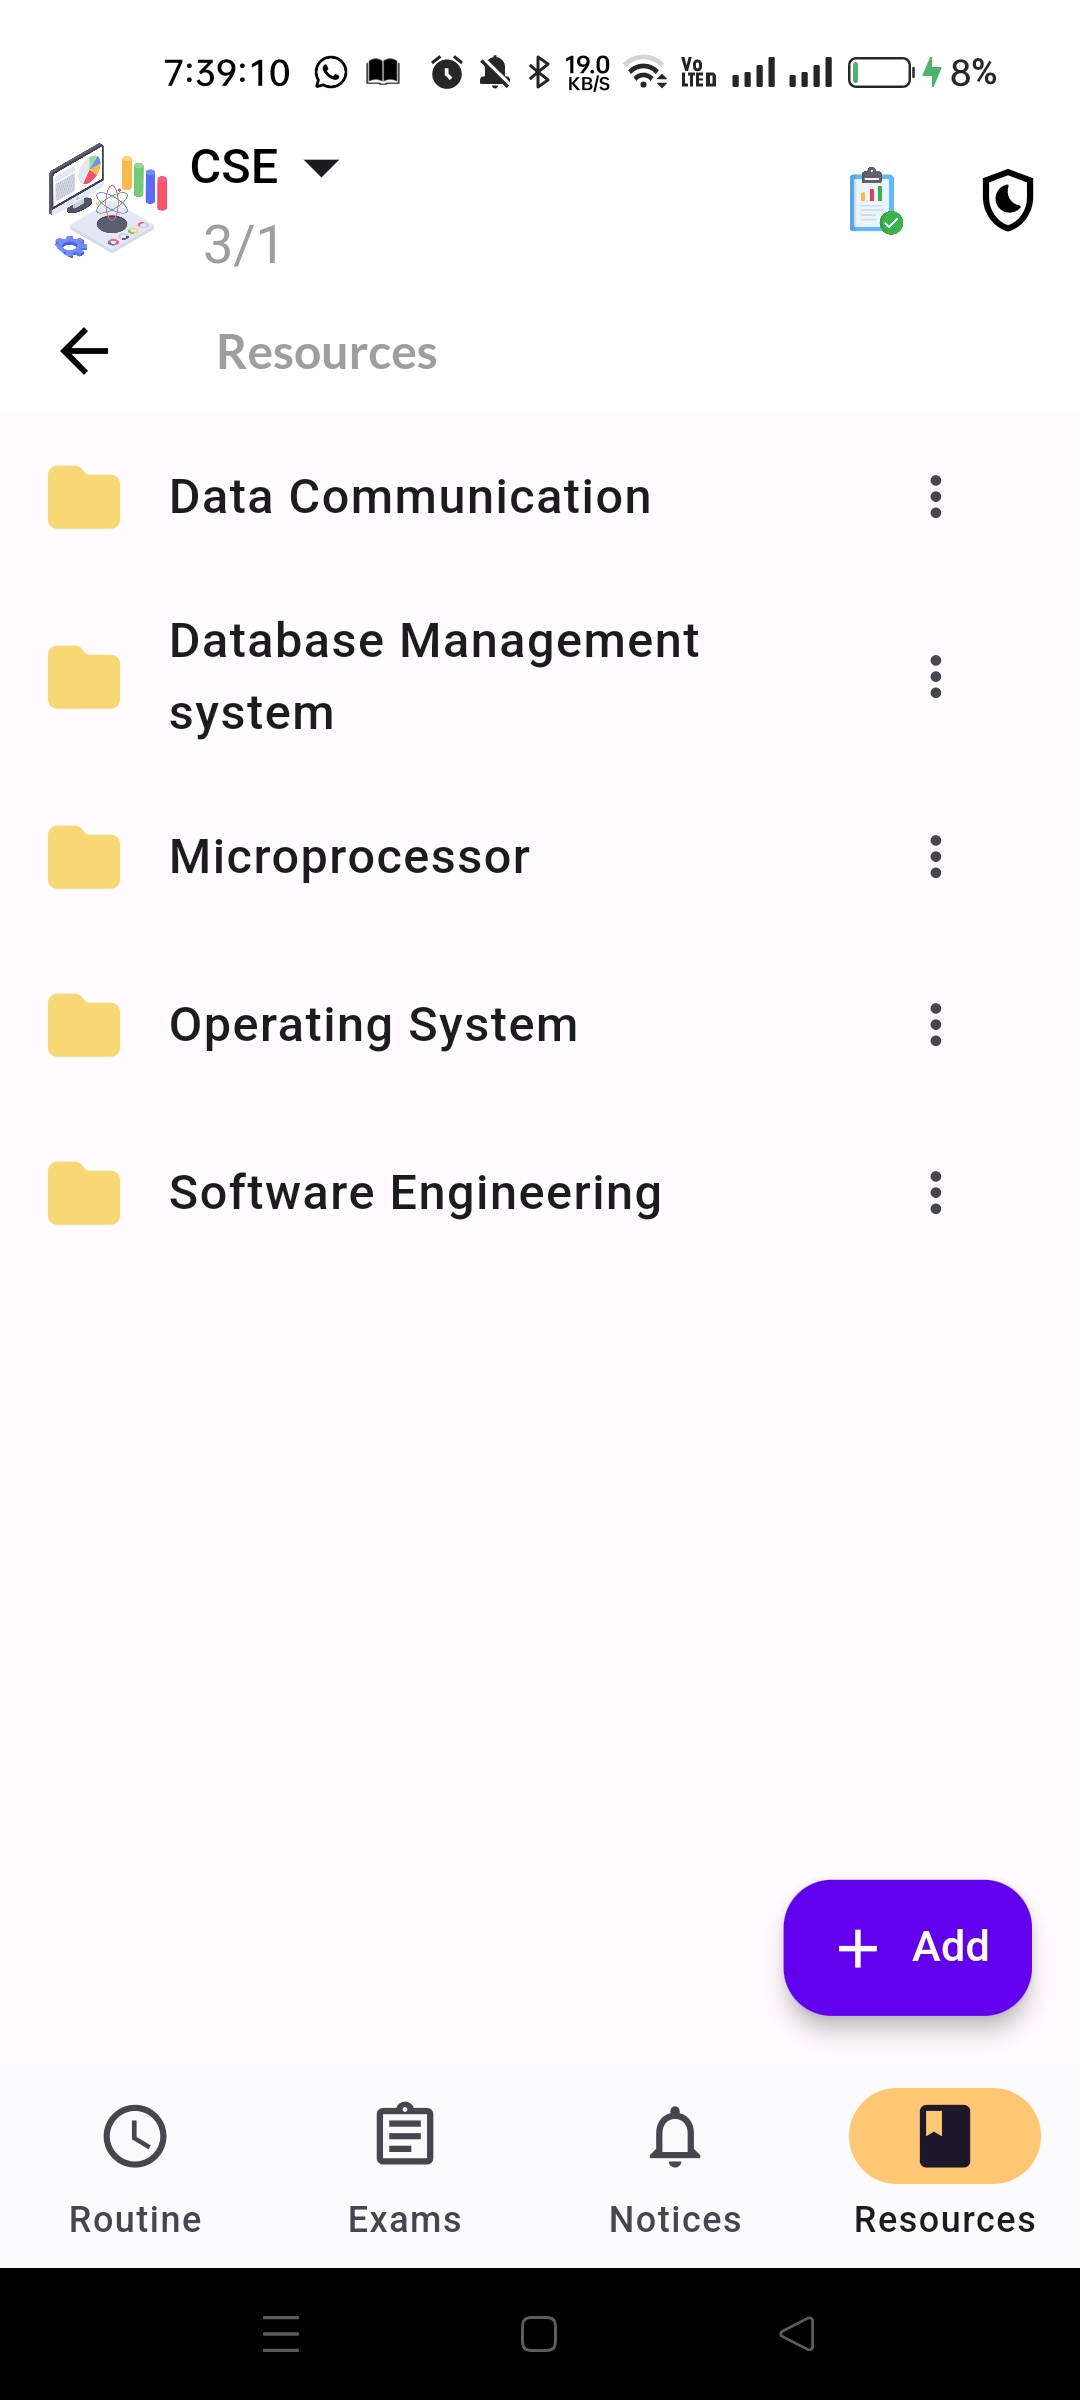 7:39:10 19.0 KB/S Vo LTED 8%
CSE
3/1
Resources
Data Communication
Database Management
system
Microprocessor
Operating System
Software Engineering
+ Add
Routine Exams Notices Resources